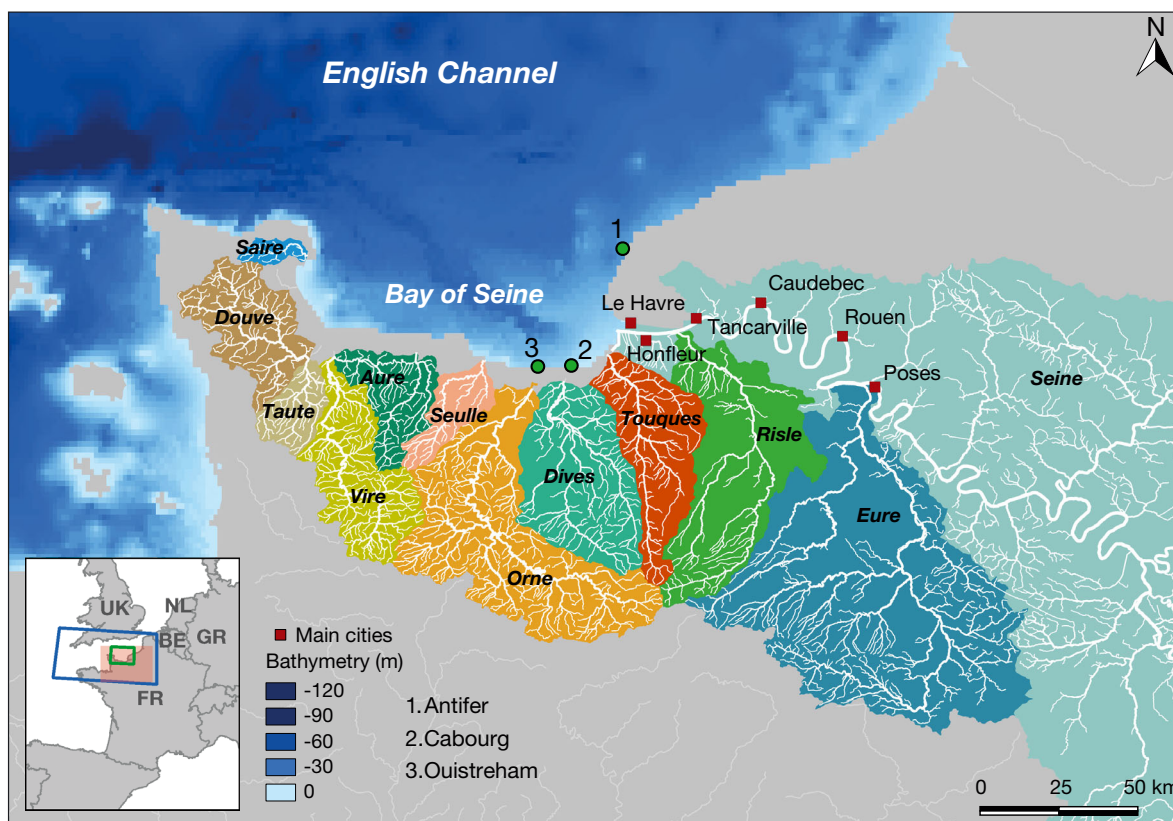 English Channel
N
1
Saire
Bay of Seine
Douve
Le Havre
Caudebec
Tancarville
Rouen
Honfleur
3
2
Poses
Seine
Aure
Taute
Seulle
Touques
Risle
Vire
Dives
Eure
Orne
UK
NL
BE
GR
FR
Main cities
Bathymetry (m)
-120
-90
-60
-30
0
1.Antifer
2.Cabourg
3.Ouistreham
0 25 50 km